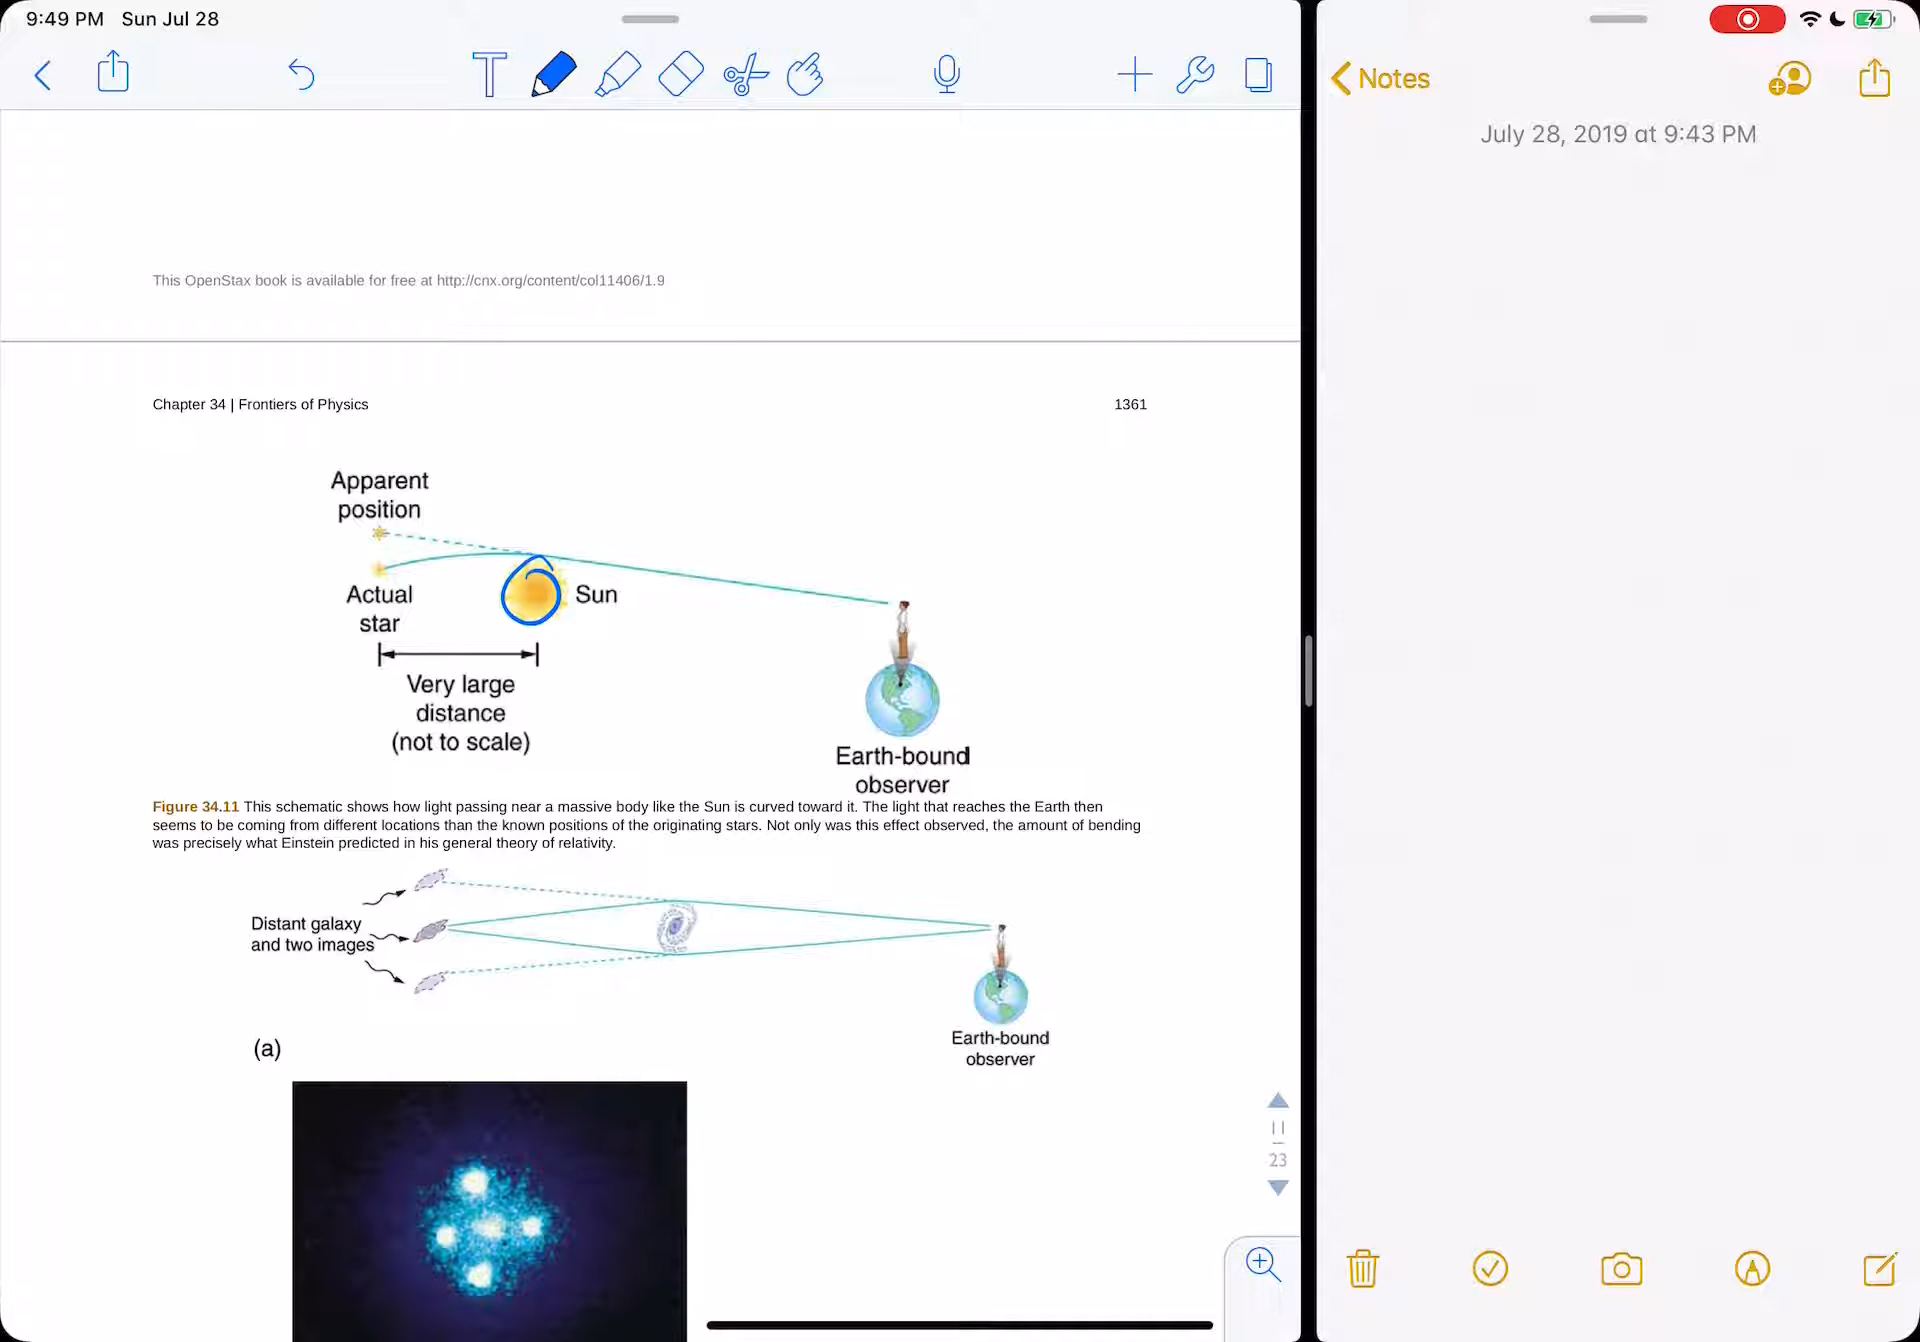 9:49 PM Sun Jul 28
T
Notes
July 28, 2019 at 9:43 PM
This OpenStax book is available for free at http://cnx.org/content/col11406/1.9
Chapter 34 | Frontiers of Physics
1361
Apparent
position
Actual
star
Sun
Very large
distance
(not to scale)
Earth-bound
observer
Figure 34.11 This schematic shows how light passing near a massive body like the Sun is curved toward it. The light that reaches the Earth then
seems to be coming from different locations than the known positions of the originating stars. Not only was this effect observed, the amount of bending
was precisely what Einstein predicted in his general theory of relativity.
Distant galaxy
and two images
Earth-bound
observer
(a)
11
23